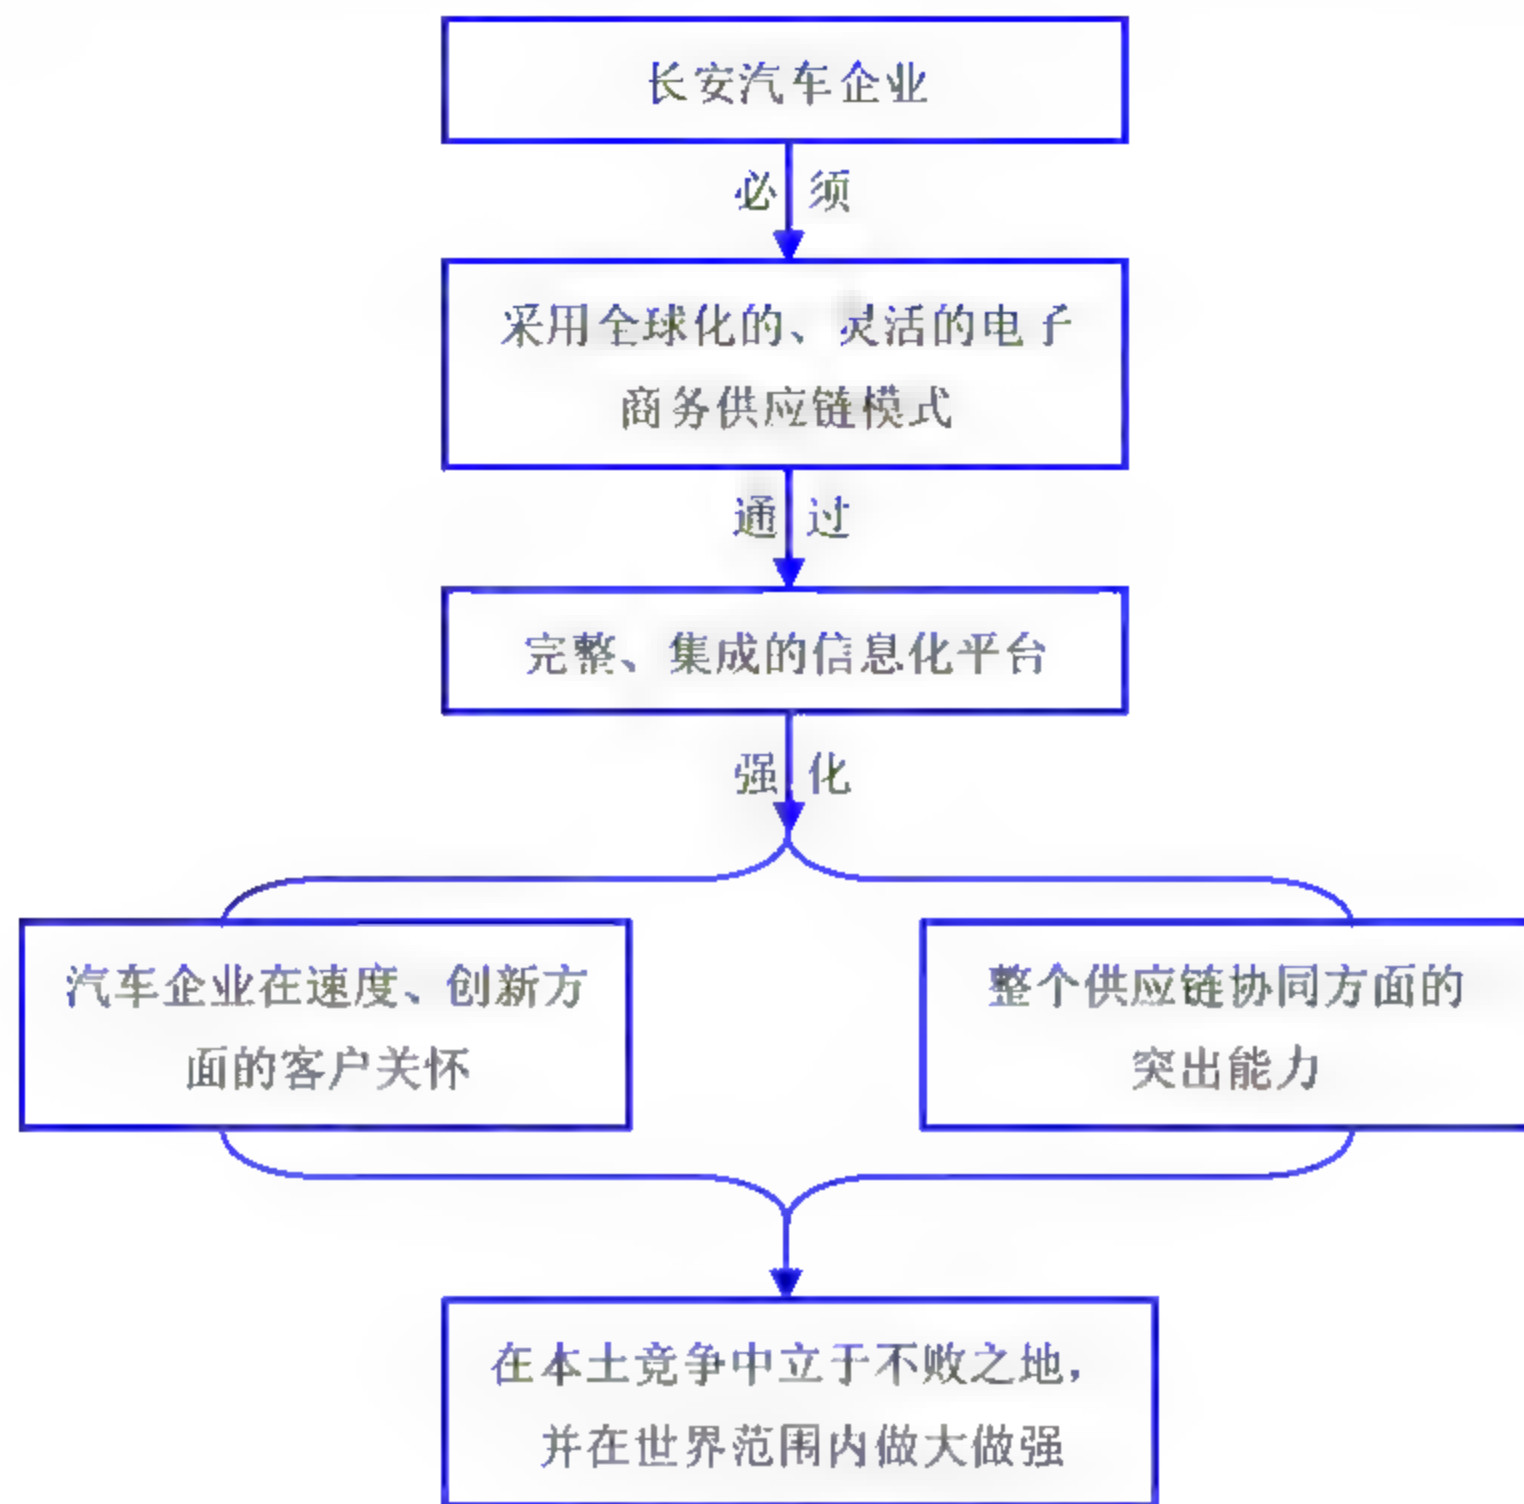 长安汽车企业
必须
采用全球化的、灵活的电子
商务供应链模式
通过
完整、集成的信息化平台
强化
汽车企业在速度、创新方
面的客户关怀
整个供应链协同方面的
突出能力
在本土竞争中立于不败之地，
并在世界范围内做大做强